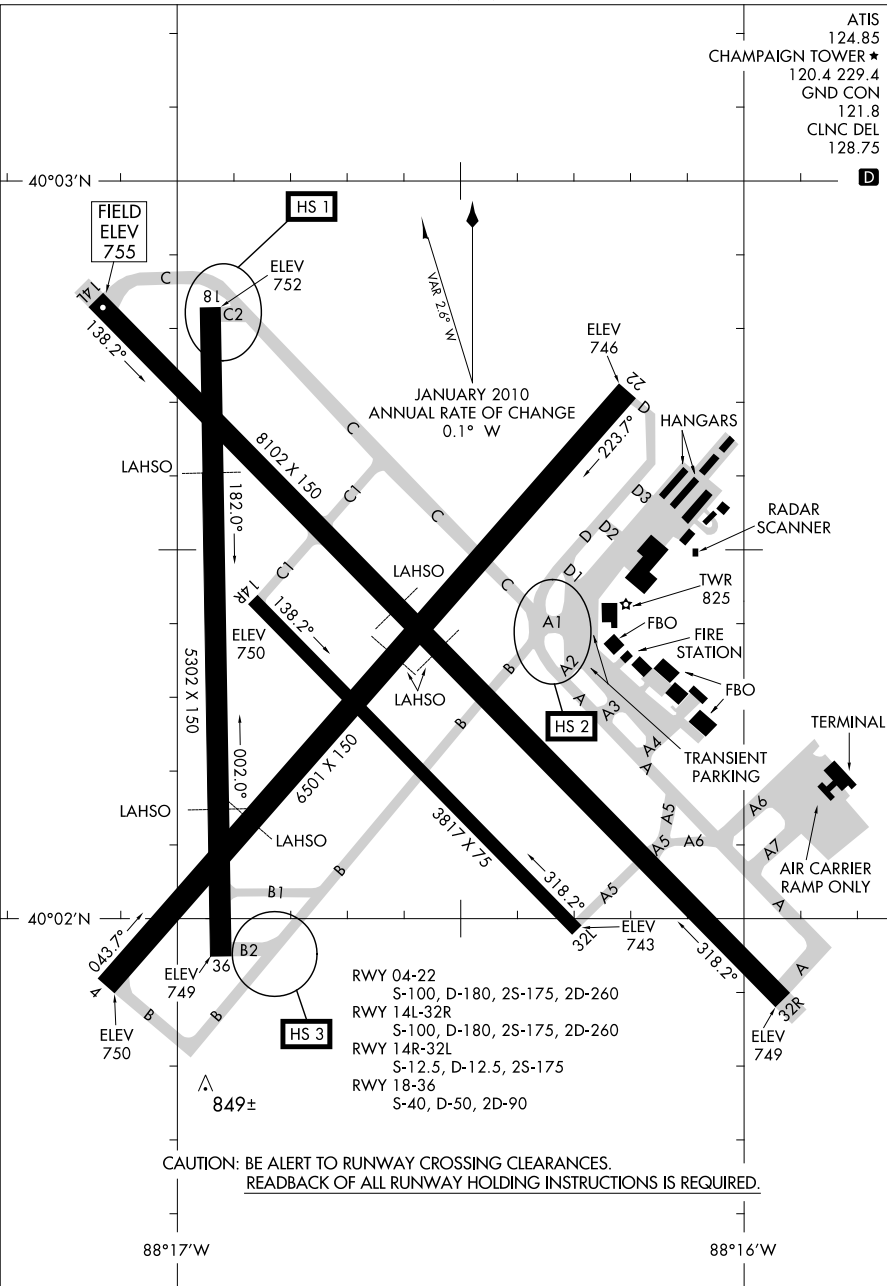 ATIS
124.85
CHAMPAIGN TOWER ★
120.4 229.4
GND CON
121.8
CLNC DEL
128.75
D
40°03'N
FIELD
ELEV
755
HS 1
C
ELEV
752
14L
18
C2
138.2°
VAR 2.6° W
JANUARY 2010
ANNUAL RATE OF CHANGE
0.1° W
ELEV
746
22
D
223.7°
HANGARS
C
8102 X 150
LAHSO
182.0°
C1
D3
C
D
D2
RADAR
SCANNER
C1
LAHSO
D1
C
14R
138.2°
TWR
825
ELEV
750
A1
FBO
FIRE
STATION
B
A2
5302 X 150
LAHSO
A
A3
FBO
HS 2
B
TERMINAL
A4
A
TRANSIENT
PARKING
002.0°
6501 X 150
LAHSO
3817 X 75
A5
A6
LAHSO
A5
A6
A7
B
318.2°
AIR CARRIER
RAMP ONLY
B1
A5
A
40°02'N
32L
ELEV
743
043.7°
B2
318.2°
A
36
ELEV
749
4
RWY 04-22
S-100, D-180, 2S-175, 2D-260
RWY 14L-32R
S-100, D-180, 2S-175, 2D-260
RWY 14R-32L
S-12.5, D-12.5, 2S-175
RWY 18-36
S-40, D-50, 2D-90
32R
B
B
HS 3
ELEV
750
ELEV
749
849±
CAUTION: BE ALERT TO RUNWAY CROSSING CLEARANCES.
READBACK OF ALL RUNWAY HOLDING INSTRUCTIONS IS REQUIRED.
88°17'W
88°16'W